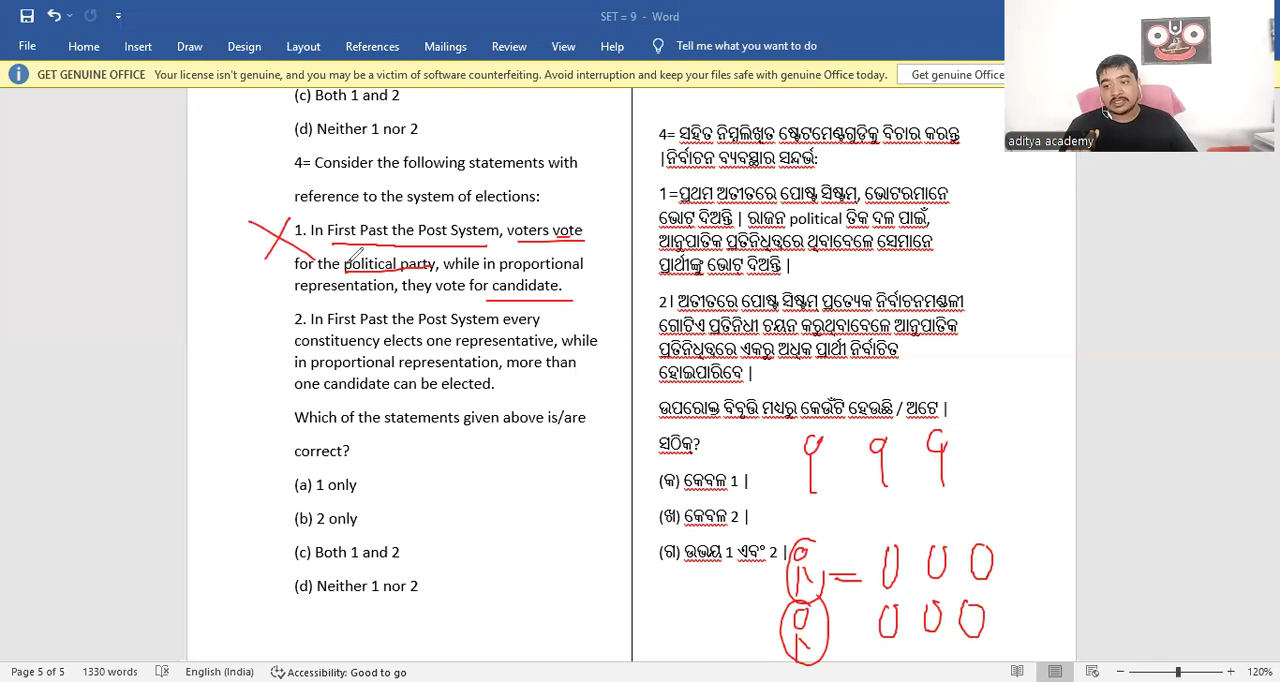 SET = 9 - Word
File Home Insert Draw Design Layout References Mailings Review View Help Tell me what you want to do
GET GENUINE OFFICE Your license isn't genuine, and you may be a victim of software counterfeiting. Avoid interruption and keep your files safe with genuine Office today. Get genuine Office
aditya academy
(c) Both 1 and 2
(d) Neither 1 nor 2
4= Consider the following statements with
reference to the system of elections:
1. In First Past the Post System, voters vote
for the political party, while in proportional
representation, they vote for candidate.
2. In First Past the Post System every
constituency elects one representative, while
in proportional representation, more than
one candidate can be elected.
Which of the statements given above is/are
correct?
(a) 1 only
(b) 2 only
(c) Both 1 and 2
(d) Neither 1 nor 2
4= ସହିତ ନିମ୍ନଲିଖିତ ଷ୍ଟେଟମେଣ୍ଟଗୁଡ଼ିକୁ ବିଚାର କରନ୍ତୁ
|ନିର୍ବାଚନ ବ୍ୟବସ୍ଥାର ସନ୍ଦର୍ଭ:
1=ପ୍ରଥମ ଅତୀତରେ ପୋଷ୍ଟ ସିଷ୍ଟମ, ଭୋଟରମାନେ
ଭୋଟ୍ ଦିଅନ୍ତି | ରାଜନ political ତିକ ଦଳ ପାଇଁ,
ଆନୁପାତିକ ପ୍ରତିନିଧିତ୍ୱରେ ଥିବାବେଳେ ସେମାନେ
ପ୍ରାର୍ଥୀଙ୍କୁ ଭୋଟ୍ ଦିଅନ୍ତି |
2| ଅତୀତରେ ପୋଷ୍ଟ ସିଷ୍ଟମ ପ୍ରତ୍ୟେକ ନିର୍ବାଚନମଣ୍ଡଳୀ
ଗୋଟିଏ ପ୍ରତିନିଧୀ ଚୟନ କରୁଥିବାବେଳେ ଆନୁପାତିକ
ପ୍ରତିନିଧିତ୍ୱରେ ଏକରୁ ଅଧିକ ପ୍ରାର୍ଥୀ ନିର୍ବାଚିତ
ହୋଇପାରିବେ |
ଉପରୋକ୍ତ ବିବୃତ୍ତି ମଧ୍ୟରୁ କେଉଁଟି ହେଉଛି / ଅଟେ |
ସଠିକ୍?
(କ) କେବଳ 1 |
(ଖ) କେବଳ 2 |
(ଗ) ଉଭୟ 1 ଏବଂ 2 |
Page 5 of 5 1330 words English (India) Accessibility: Good to go 120%